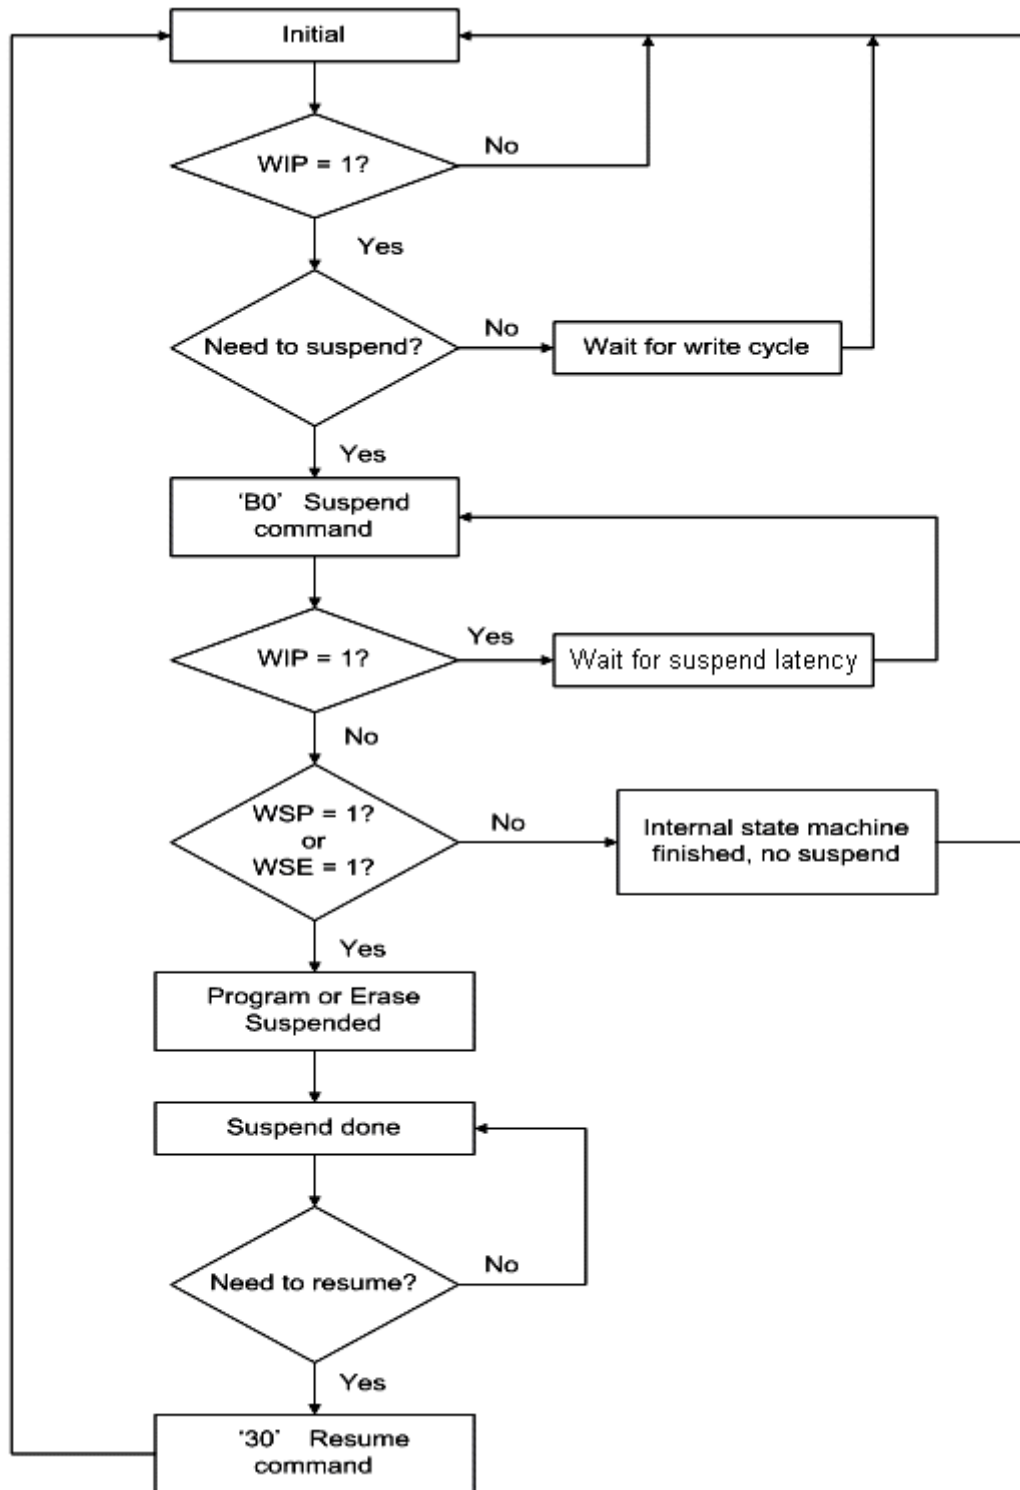 Initial
WIP = 1?
No
Yes
Need to suspend?
No
Wait for write cycle
Yes
‘B0’ Suspend
command
WIP = 1?
Yes
Wait for suspend latency
No
WSP = 1?
or
WSE = 1?
No
Internal state machine
finished, no suspend
Yes
Program or Erase
Suspended
Suspend done
Need to resume?
No
Yes
‘30’ Resume
command